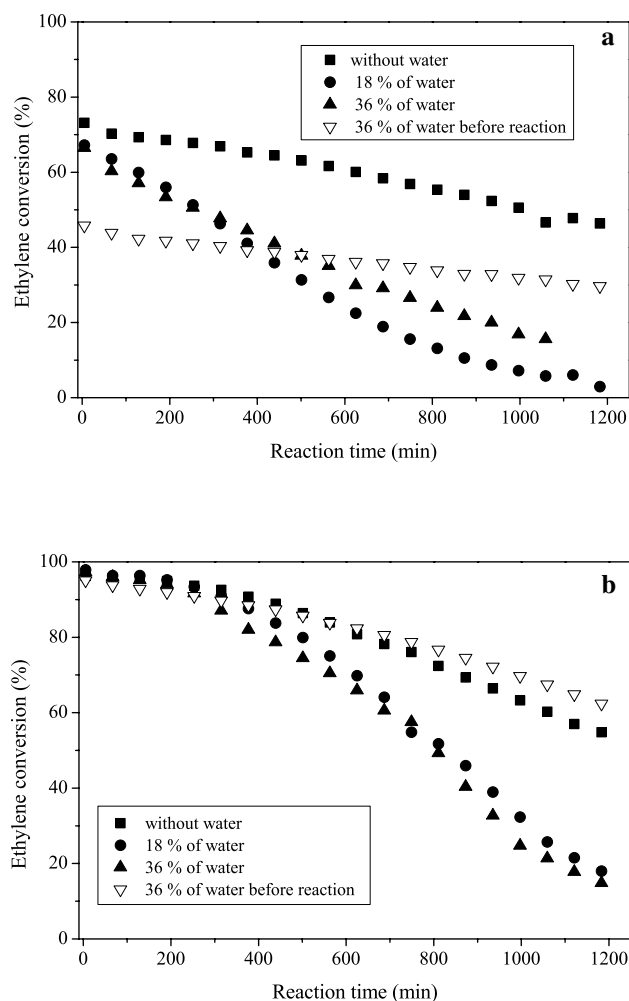 a
without water
18 % of water
36 % of water
36 % of water before reaction
100
80
60
40
20
0
Ethylene conversion (%)
0 200 400 600 800 1000 1200
Reaction time (min)
b
100
80
60
40
20
0
Ethylene conversion (%)
without water
18 % of water
36 % of water
36 % of water before reaction
0 200 400 600 800 1000 1200
Reaction time (min)